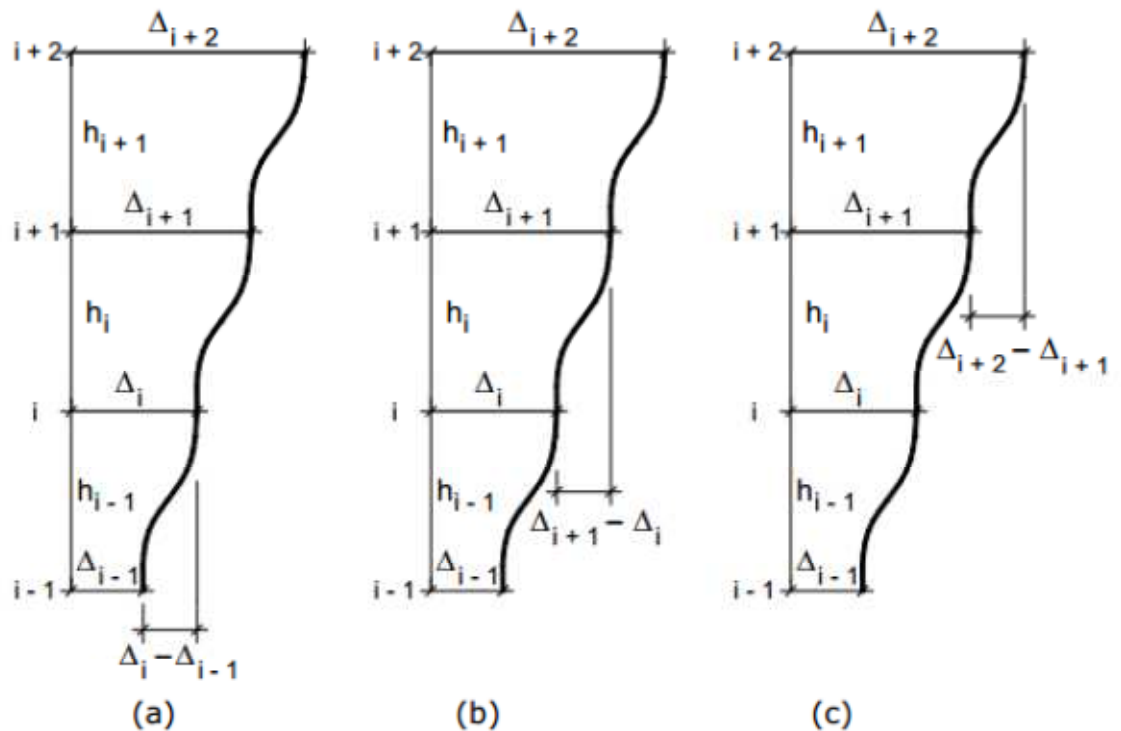 Δi+2 Δi+2 Δi+2
i + 2 i + 2 i + 2
hi+1 hi+1 hi+1
Δi+1 Δi+1 Δi+1
i + 1 i + 1 i + 1
hi hi hi
Δi+2 − Δi+1
Δi Δi Δi
i i i
hi-1 hi-1 hi-1
Δi+1 − Δi
Δi-1 Δi-1 Δi-1
i - 1 i - 1 i - 1
Δi − Δi-1
(a) (b) (c)